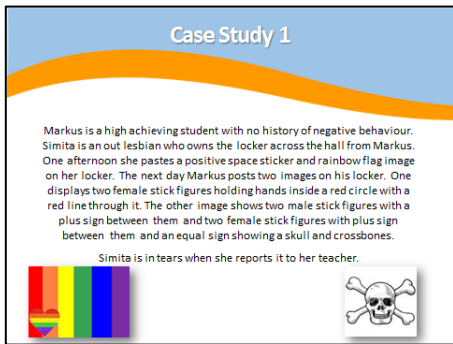 Case Study 1
Markus is a high achieving student with no history of negative behaviour.
Simita is an out lesbian who owns the locker across the hall from Markus.
One afternoon she pastes a positive space sticker and rainbow flag image
on her locker. The next day Markus posts two images on his locker. One
displays two female stick figures holding hands inside a red circle with a
red line through it. The other image shows two male stick figures with a
plus sign between them and two female stick figures with plus sign
between them and an equal sign showing a skull and crossbones.
Simita is in tears when she reports it to her teacher.